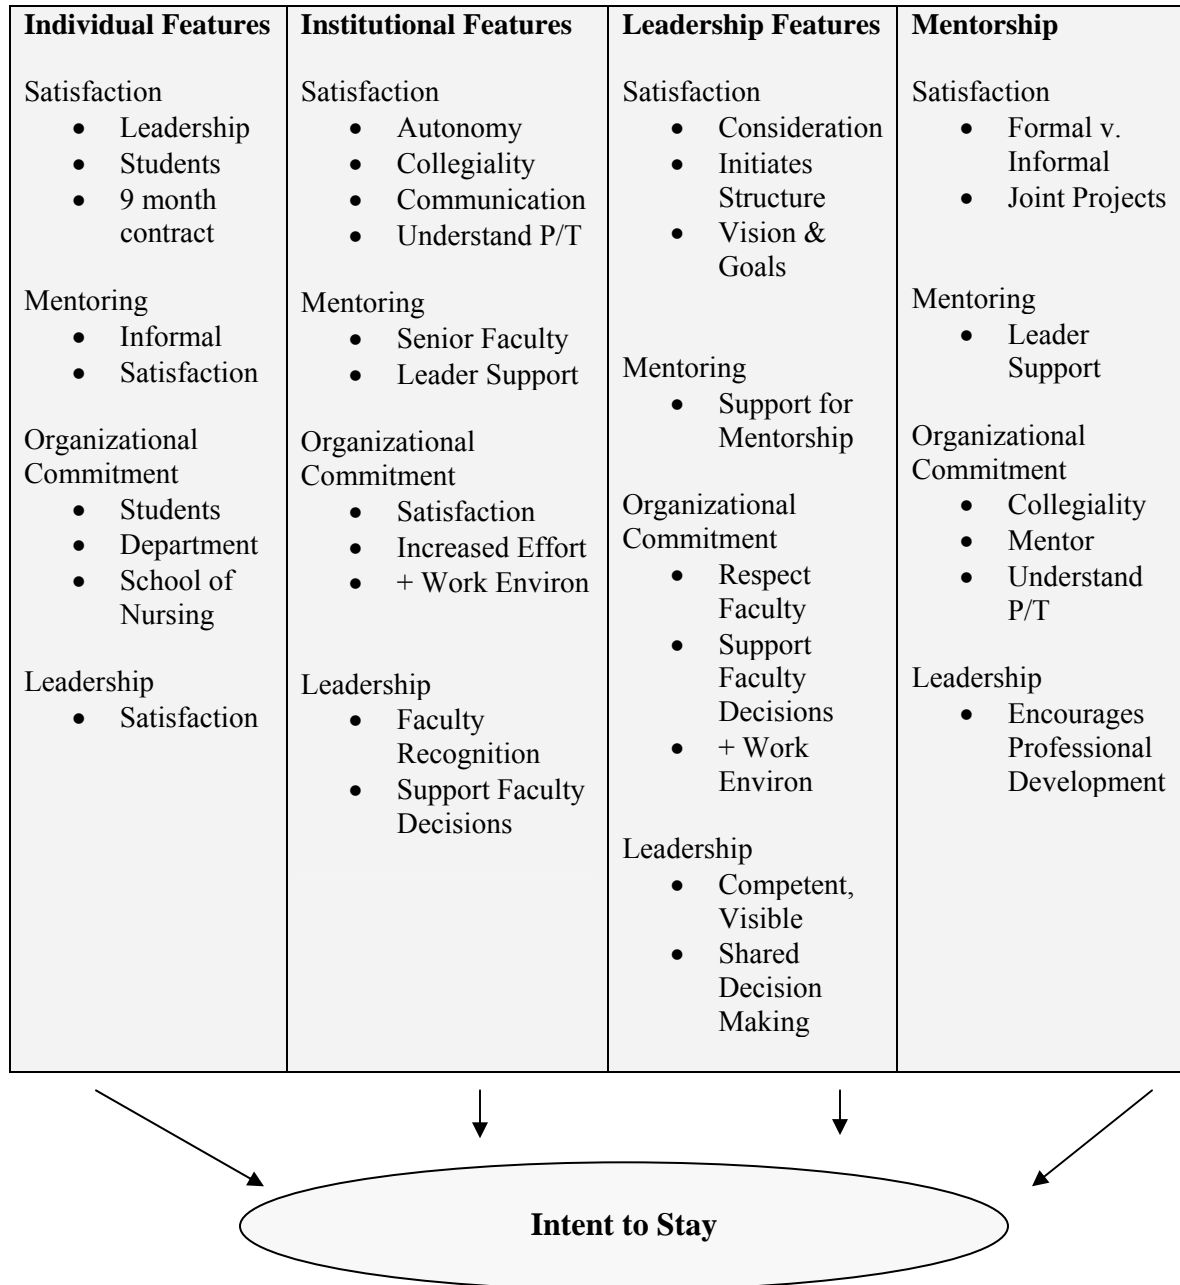 Individual Features
Satisfaction
• Leadership
• Students
• 9 month
contract
Mentoring
• Informal
• Satisfaction
Organizational
Commitment
• Students
• Department
• School of
Nursing
Leadership
• Satisfaction
Institutional Features
Satisfaction
• Autonomy
• Collegiality
• Communication
• Understand P/T
Mentoring
• Senior Faculty
• Leader Support
Organizational
Commitment
• Satisfaction
• Increased Effort
• + Work Environ
Leadership
• Faculty
Recognition
• Support Faculty
Decisions
Leadership Features
Satisfaction
• Consideration
• Initiates
Structure
• Vision &
Goals
Mentoring
• Support for
Mentorship
Organizational
Commitment
• Respect
Faculty
• Support
Faculty
Decisions
• + Work
Environ
Leadership
• Competent,
Visible
• Shared
Decision
Making
Mentorship
Satisfaction
• Formal v.
Informal
• Joint Projects
Mentoring
• Leader
Support
Organizational
Commitment
• Collegiality
• Mentor
• Understand
P/T
Leadership
• Encourages
Professional
Development
Intent to Stay